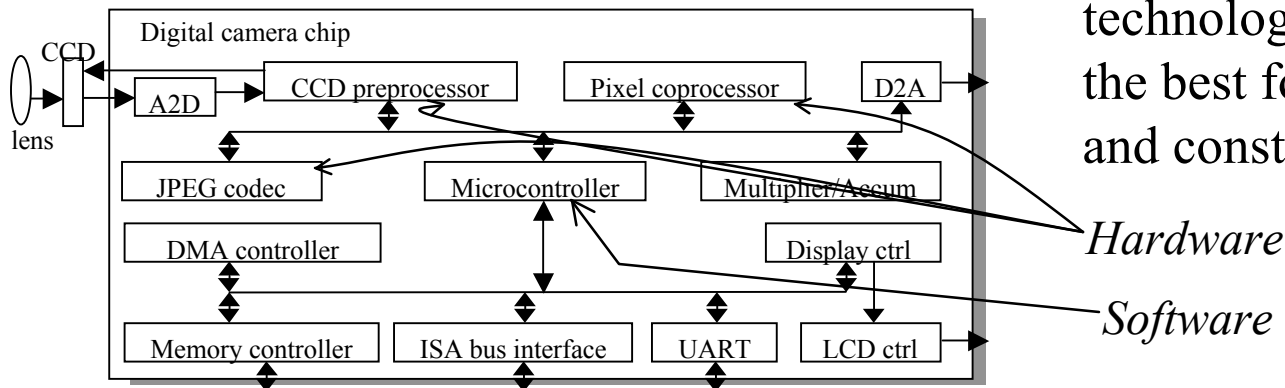 technolog
the best fo
and const
Digital camera chip
CCD
lens
A2D
CCD preprocessor
Pixel coprocessor
D2A
JPEG codec
Microcontroller
Multiplier/Accum
DMA controller
Display ctrl
Memory controller
ISA bus interface
UART
LCD ctrl
Hardware
Software